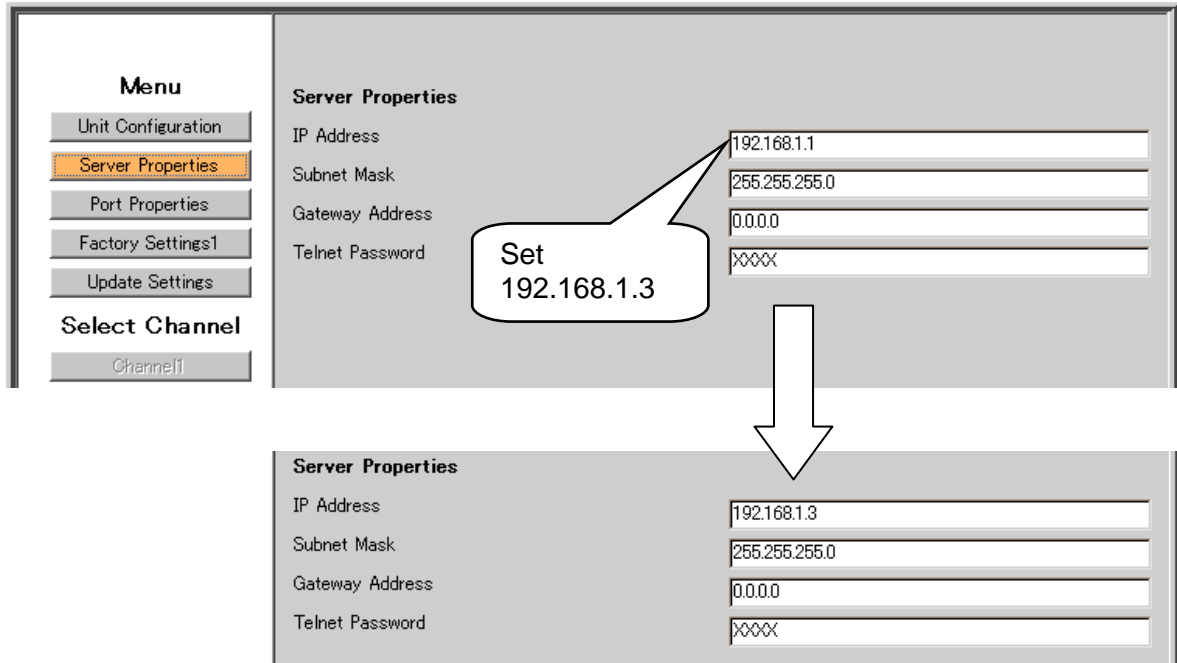 Menu
Unit Configuration
Server Properties
Port Properties
Factory Settings1
Update Settings
Select Channel
Channel1
Server Properties
IP Address 192.168.1.1
Subnet Mask 255.255.255.0
Gateway Address 0.0.0.0
Telnet Password XXXX
Set
192.168.1.3
Server Properties
IP Address 192.168.1.3
Subnet Mask 255.255.255.0
Gateway Address 0.0.0.0
Telnet Password XXXX